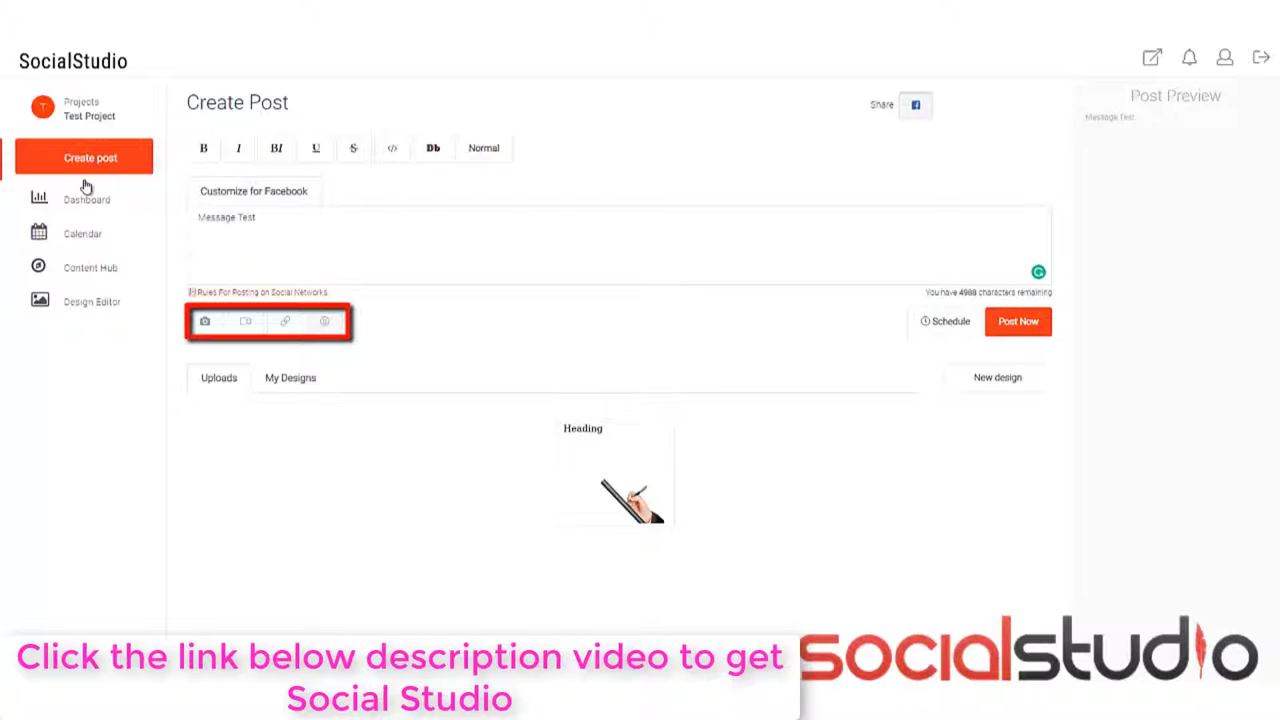 SocialStudio
Projects
T
Test Project
Create post
Dashboard
Calendar
Content Hub
Design Editor
Create Post
Share
B I BI U S </> Db Normal
Customize for Facebook
Message Test
Rules For Posting on Social Networks
You have 4988 characters remaining
Schedule
Post Now
Uploads
My Designs
New design
Heading
Post Preview
Message Test
Click the link below description video to get
Social Studio
socialstudio